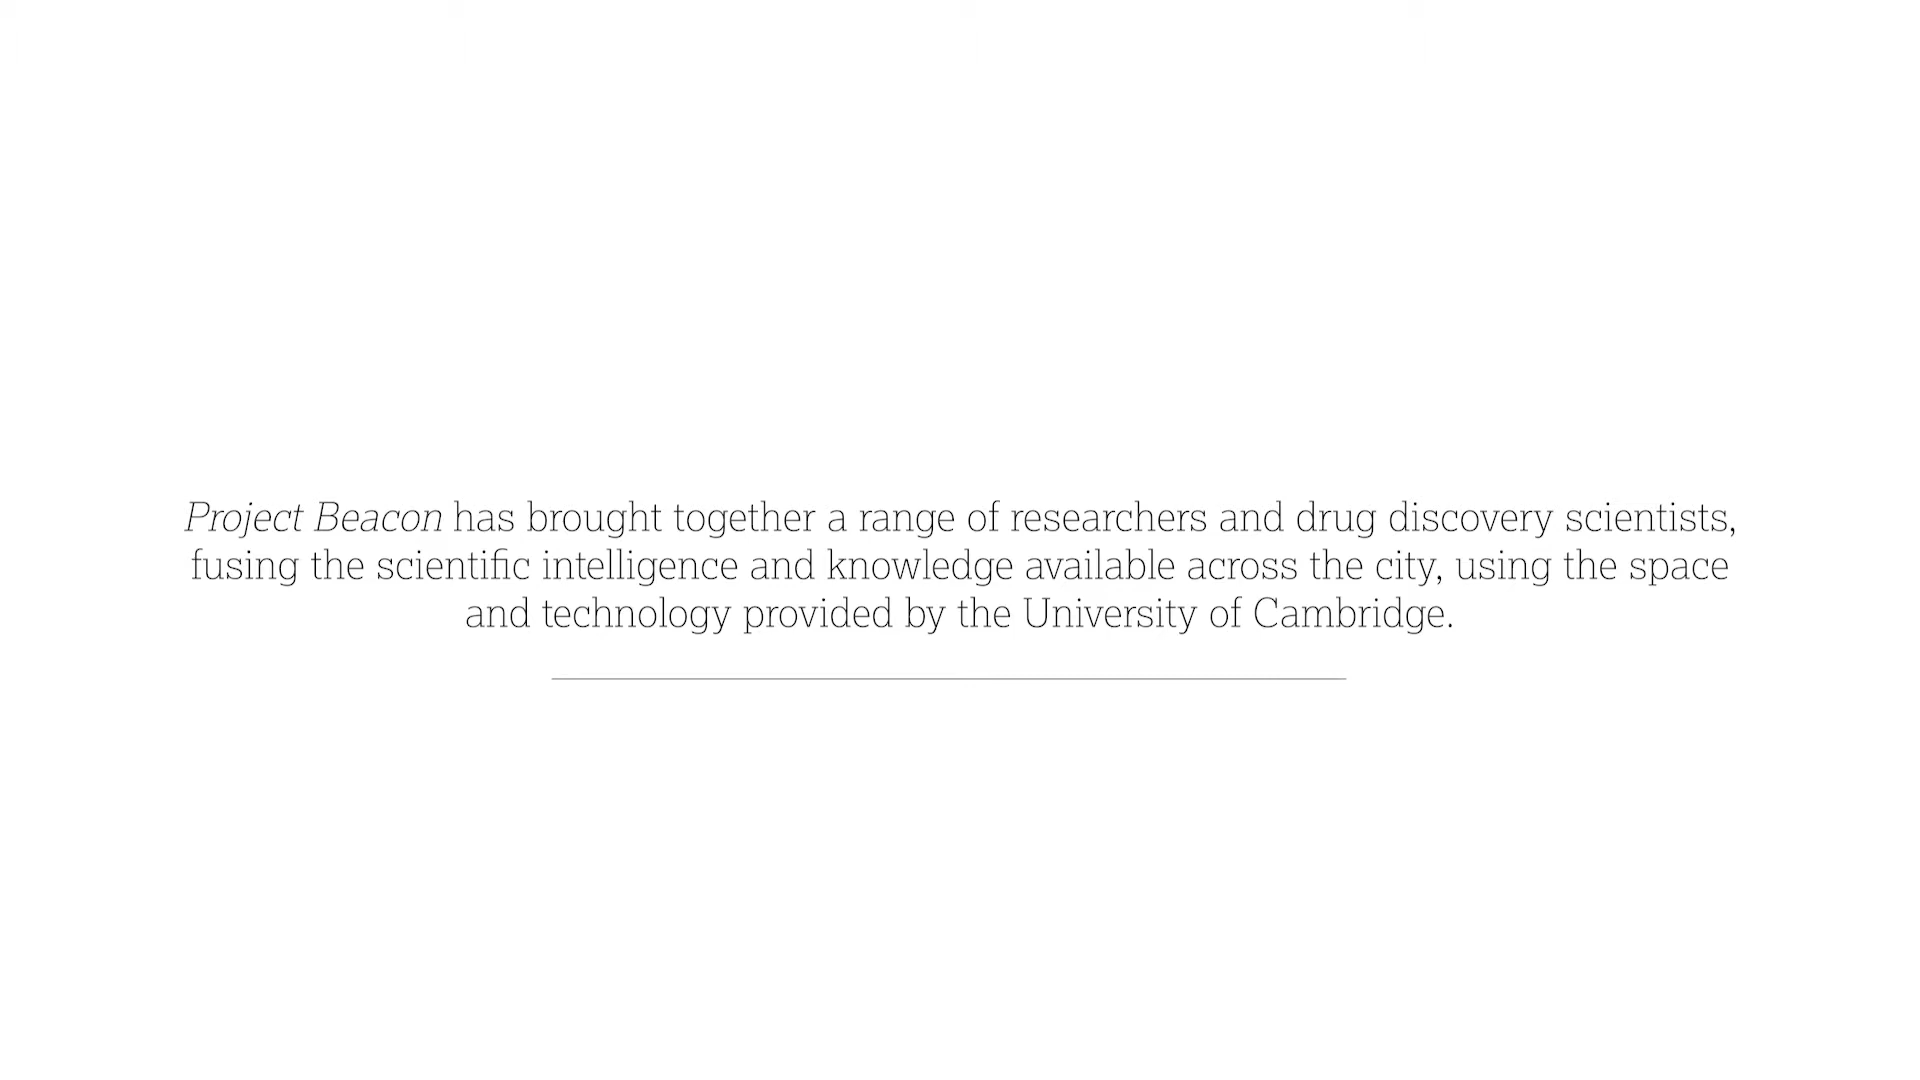 Project Beacon has brought together a range of researchers and drug discovery scientists,
fusing the scientific intelligence and knowledge available across the city, using the space
and technology provided by the University of Cambridge.